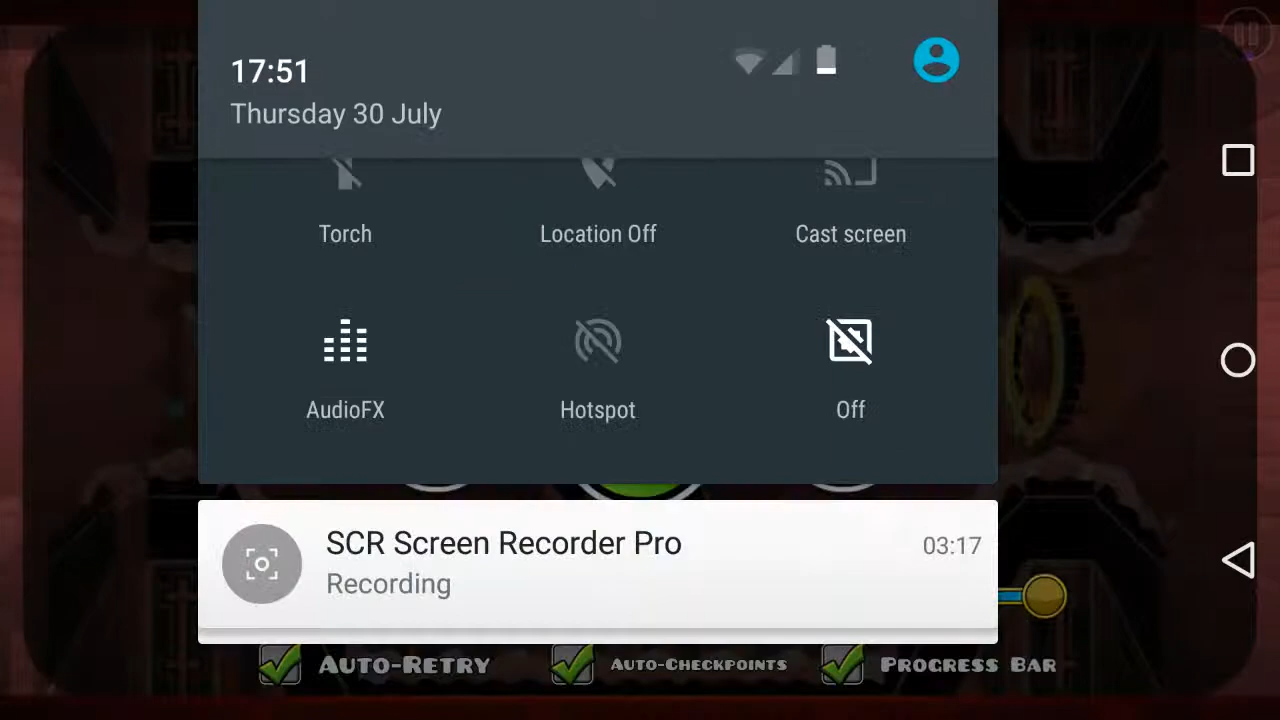 17:51
Thursday 30 July
Torch
Location Off
Cast screen
AudioFX
Hotspot
Off
SCR Screen Recorder Pro
03:17
Recording
Auto-Retry
Auto-Checkpoints
Progress Bar